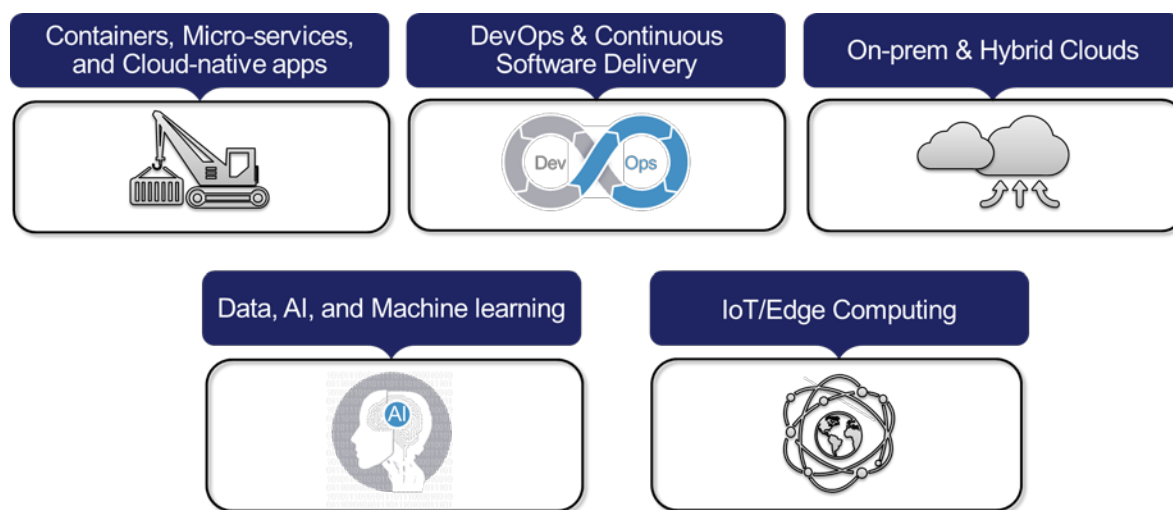 Containers, Micro-services,
and Cloud-native apps
DevOps & Continuous
Software Delivery
On-prem & Hybrid Clouds
Dev
Ops
Data, AI, and Machine learning
IoT/Edge Computing
AI